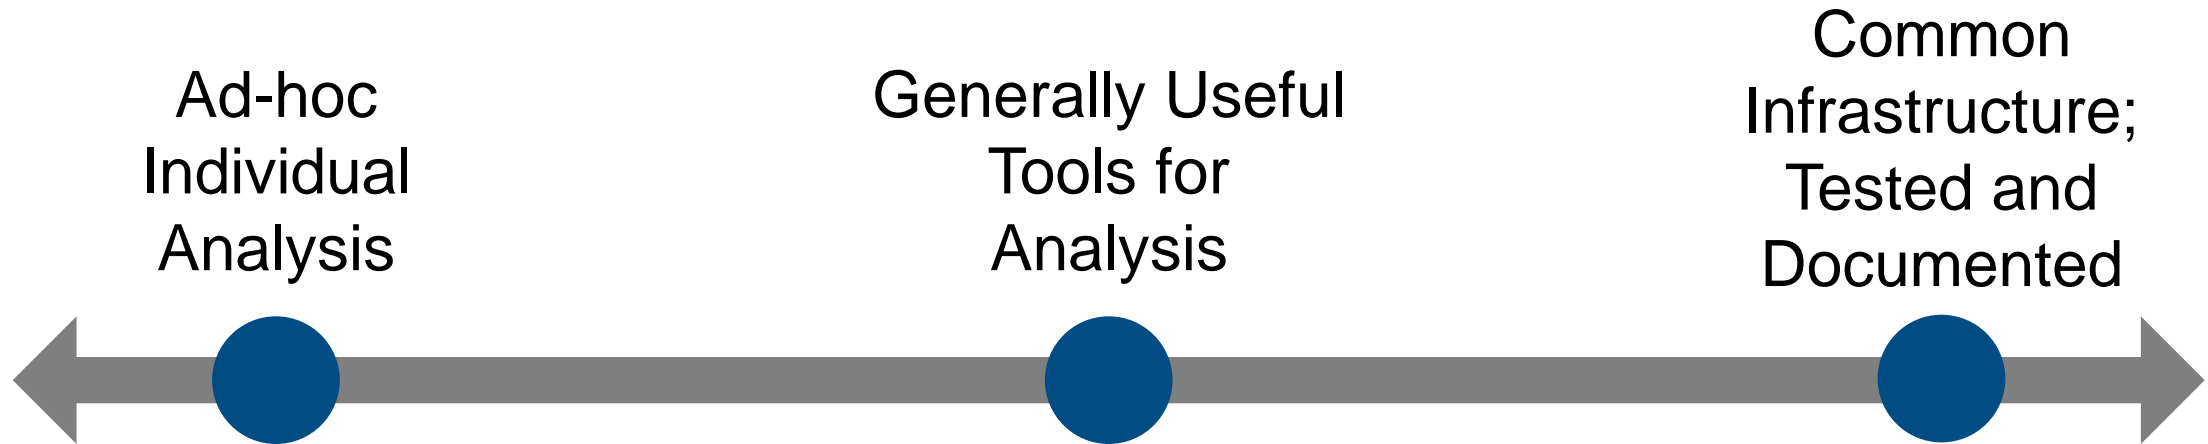 Ad-hoc
Individual
Analysis
Generally Useful
Tools for
Analysis
Common
Infrastructure;
Tested and
Documented